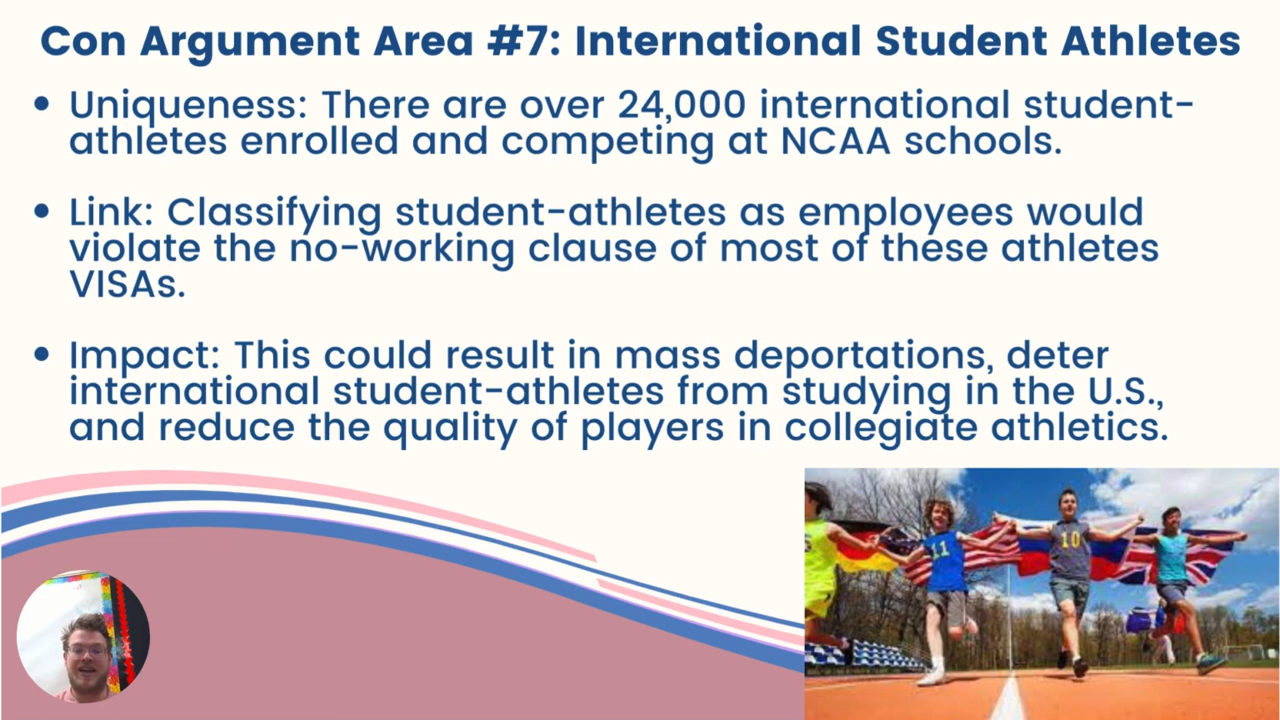 Con Argument Area #7: International Student Athletes
• Uniqueness: There are over 24,000 international student-
athletes enrolled and competing at NCAA schools.
• Link: Classifying student-athletes as employees would
violate the no-working clause of most of these athletes
VISAs.
• Impact: This could result in mass deportations, deter
international student-athletes from studying in the U.S.,
and reduce the quality of players in collegiate athletics.
11
10